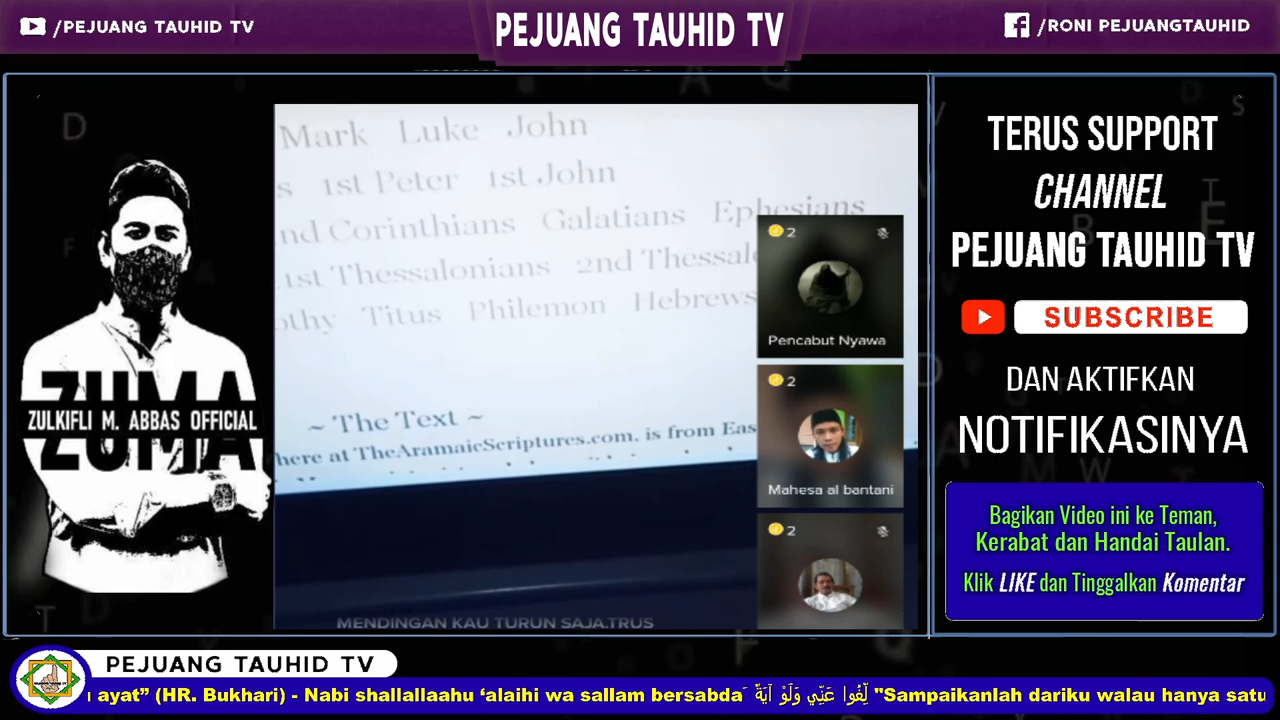 /PEJUANG TAUHID TV
PEJUANG TAUHID TV
/RONI PEJUANGTAUHID
Mark Luke John
1st Peter 1st John
Corinthians Galatians Ephesians
1st Thessalonians 2nd
Titus Philemon Hebrews
~ The Text ~
here at TheAramaicScriptures.com. is from
2
Pencabut Nyawa
2
Mahesa al bantani
2
MENDINGAN KAU TURUN SAJA.TRUS
ZUMA
ZULKIFLI M. ABBAS OFFICIAL
TERUS SUPPORT
CHANNEL
PEJUANG TAUHID TV
SUBSCRIBE
DAN AKTIFKAN
NOTIFIKASINYA
Bagikan Video ini ke Teman,
Kerabat dan Handai Taulan.
Klik LIKE dan Tinggalkan Komentar
PEJUANG TAUHID TV
ayat” (HR. Bukhari) - Nabi shallallaahu ‘alaihi wa sallam bersabda َ لِّغُوا عَنِّي وَلَوْ آيَةً "Sampaikanlah dariku walau hanya satu